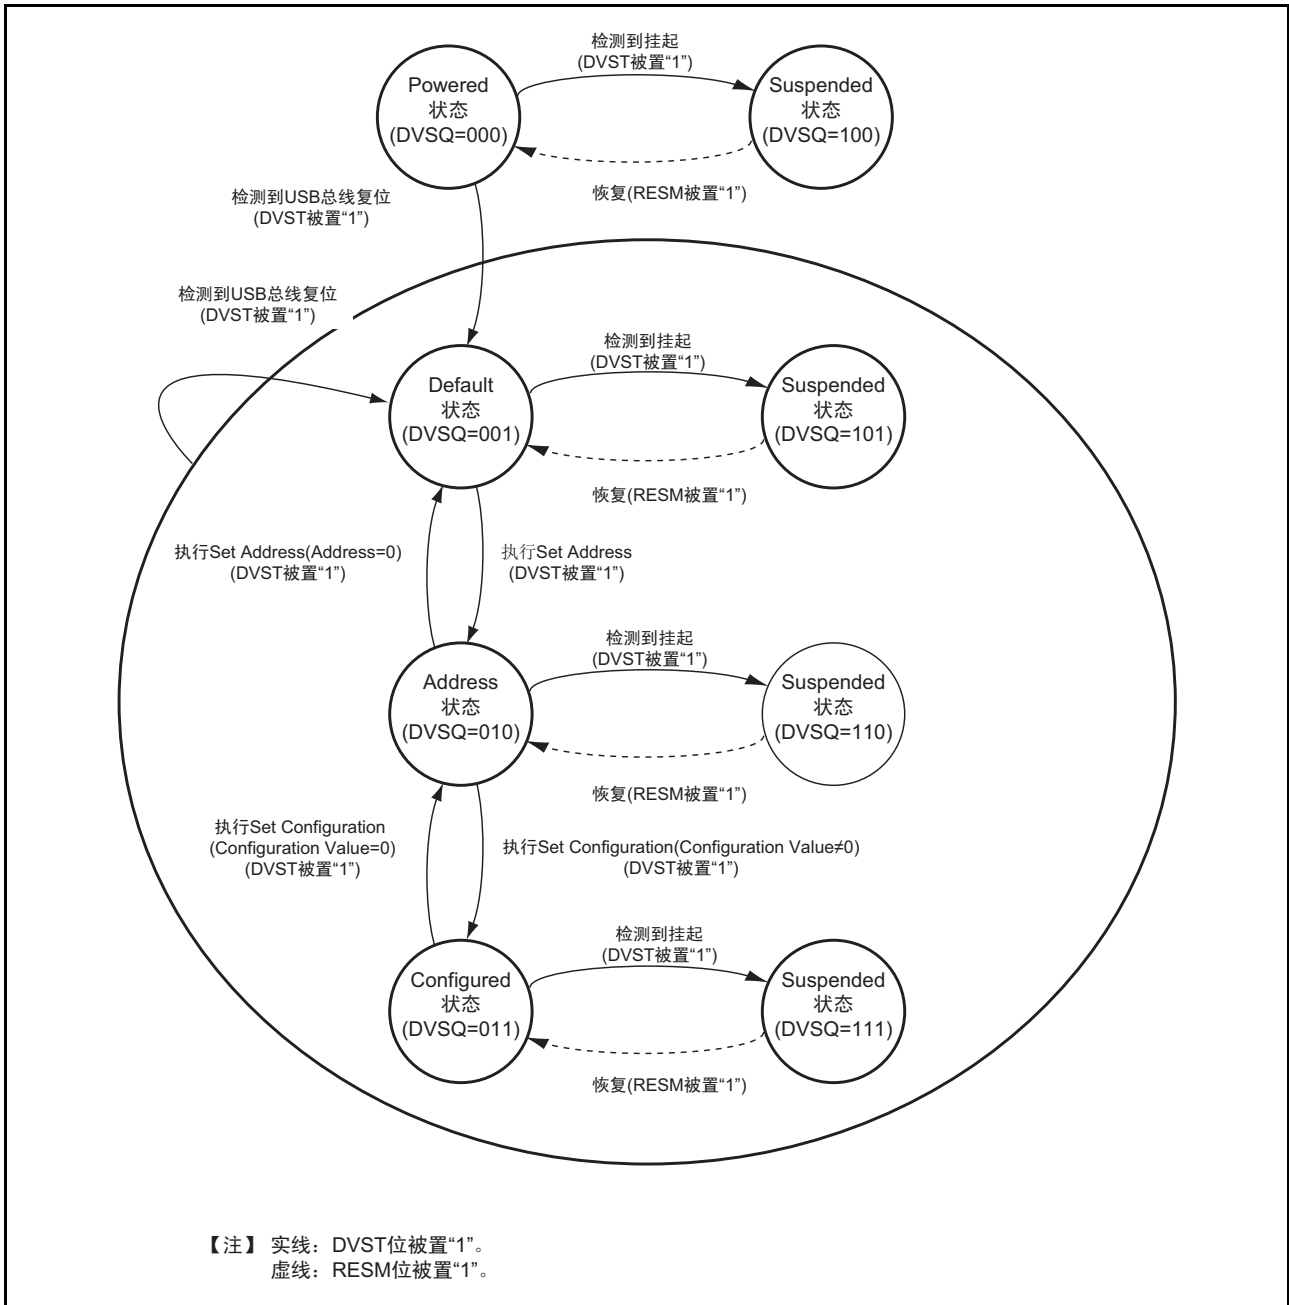 检测到挂起
(DVST被置“1”)
Powered
状态
(DVSQ=000)
Suspended
状态
(DVSQ=100)
恢复(RESM被置“1”)
检测到USB总线复位
(DVST被置“1”)
检测到USB总线复位
(DVST被置“1”)
检测到挂起
(DVST被置“1”)
Default
状态
(DVSQ=001)
Suspended
状态
(DVSQ=101)
恢复(RESM被置“1”)
执行Set Address(Address=0)
(DVST被置“1”)
执行Set Address
(DVST被置“1”)
检测到挂起
(DVST被置“1”)
Address
状态
(DVSQ=010)
Suspended
状态
(DVSQ=110)
恢复(RESM被置“1”)
执行Set Configuration
(Configuration Value=0)
(DVST被置“1”)
执行Set Configuration(Configuration Value≠0)
(DVST被置“1”)
检测到挂起
(DVST被置“1”)
Configured
状态
(DVSQ=011)
Suspended
状态
(DVSQ=111)
恢复(RESM被置“1”)
【注】 实线：DVST位被置“1”。
虚线：RESM位被置“1”。